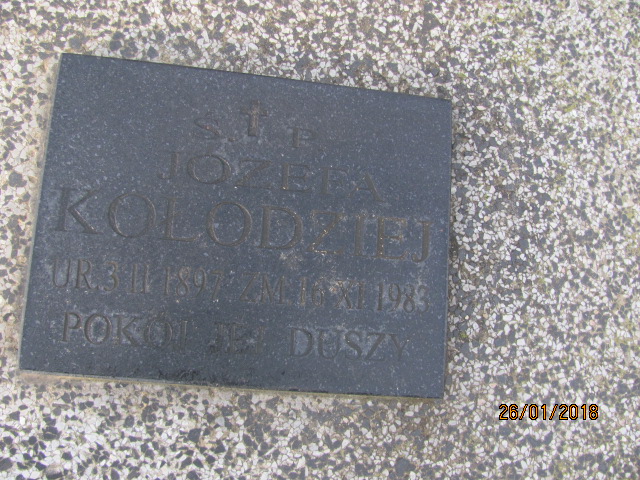 S. † P.
JÓZEFA
KOŁODZIEJ
UR. 3 II 1897 ZM 16 XI 1983
POKÓJ JEJ DUSZY
26/01/2018